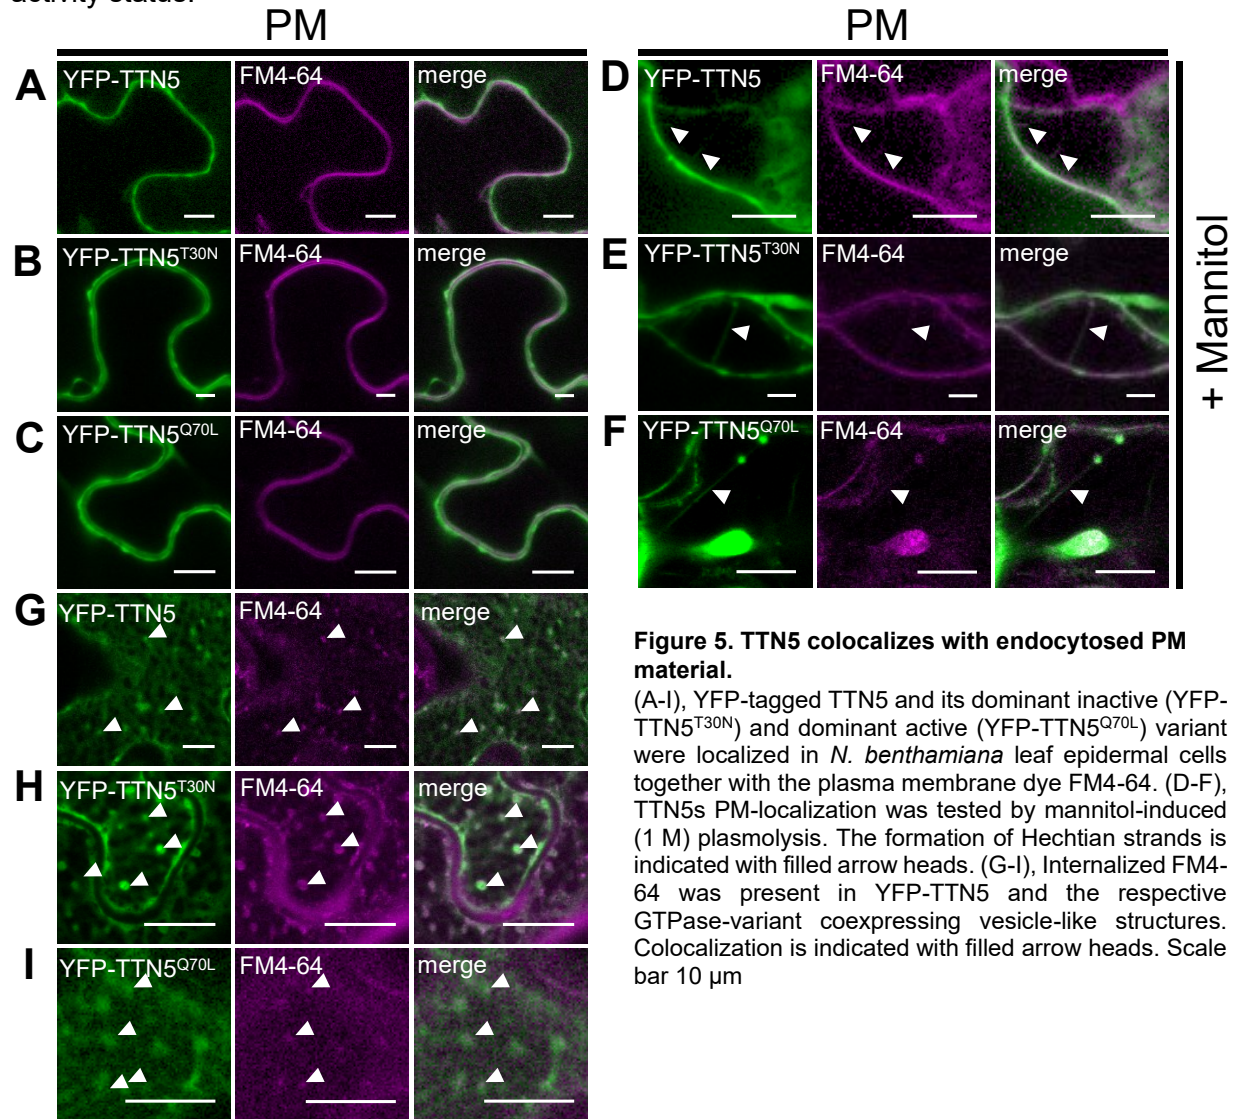 activity status.
PM
A YFP-TTN5 FM4-64 merge
B YFP-TTN5T30N FM4-64 merge
C YFP-TTN5Q70L FM4-64 merge
PM
D YFP-TTN5 FM4-64 merge
E YFP-TTN5T30N FM4-64 merge
F YFP-TTN5Q70L FM4-64 merge
+ Mannitol
G YFP-TTN5 FM4-64 merge
H YFP-TTN5T30N FM4-64 merge
I YFP-TTN5Q70L FM4-64 merge
Figure 5. TTN5 colocalizes with endocytosed PM
material.
(A-I), YFP-tagged TTN5 and its dominant inactive (YFP-
TTN5T30N) and dominant active (YFP-TTN5Q70L) variant
were localized in N. benthamiana leaf epidermal cells
together with the plasma membrane dye FM4-64. (D-F),
TTN5s PM-localization was tested by mannitol-induced
(1 M) plasmolysis. The formation of Hechtian strands is
indicated with filled arrow heads. (G-I), Internalized FM4-
64 was present in YFP-TTN5 and the respective
GTPase-variant coexpressing vesicle-like structures.
Colocalization is indicated with filled arrow heads. Scale
bar 10 µm